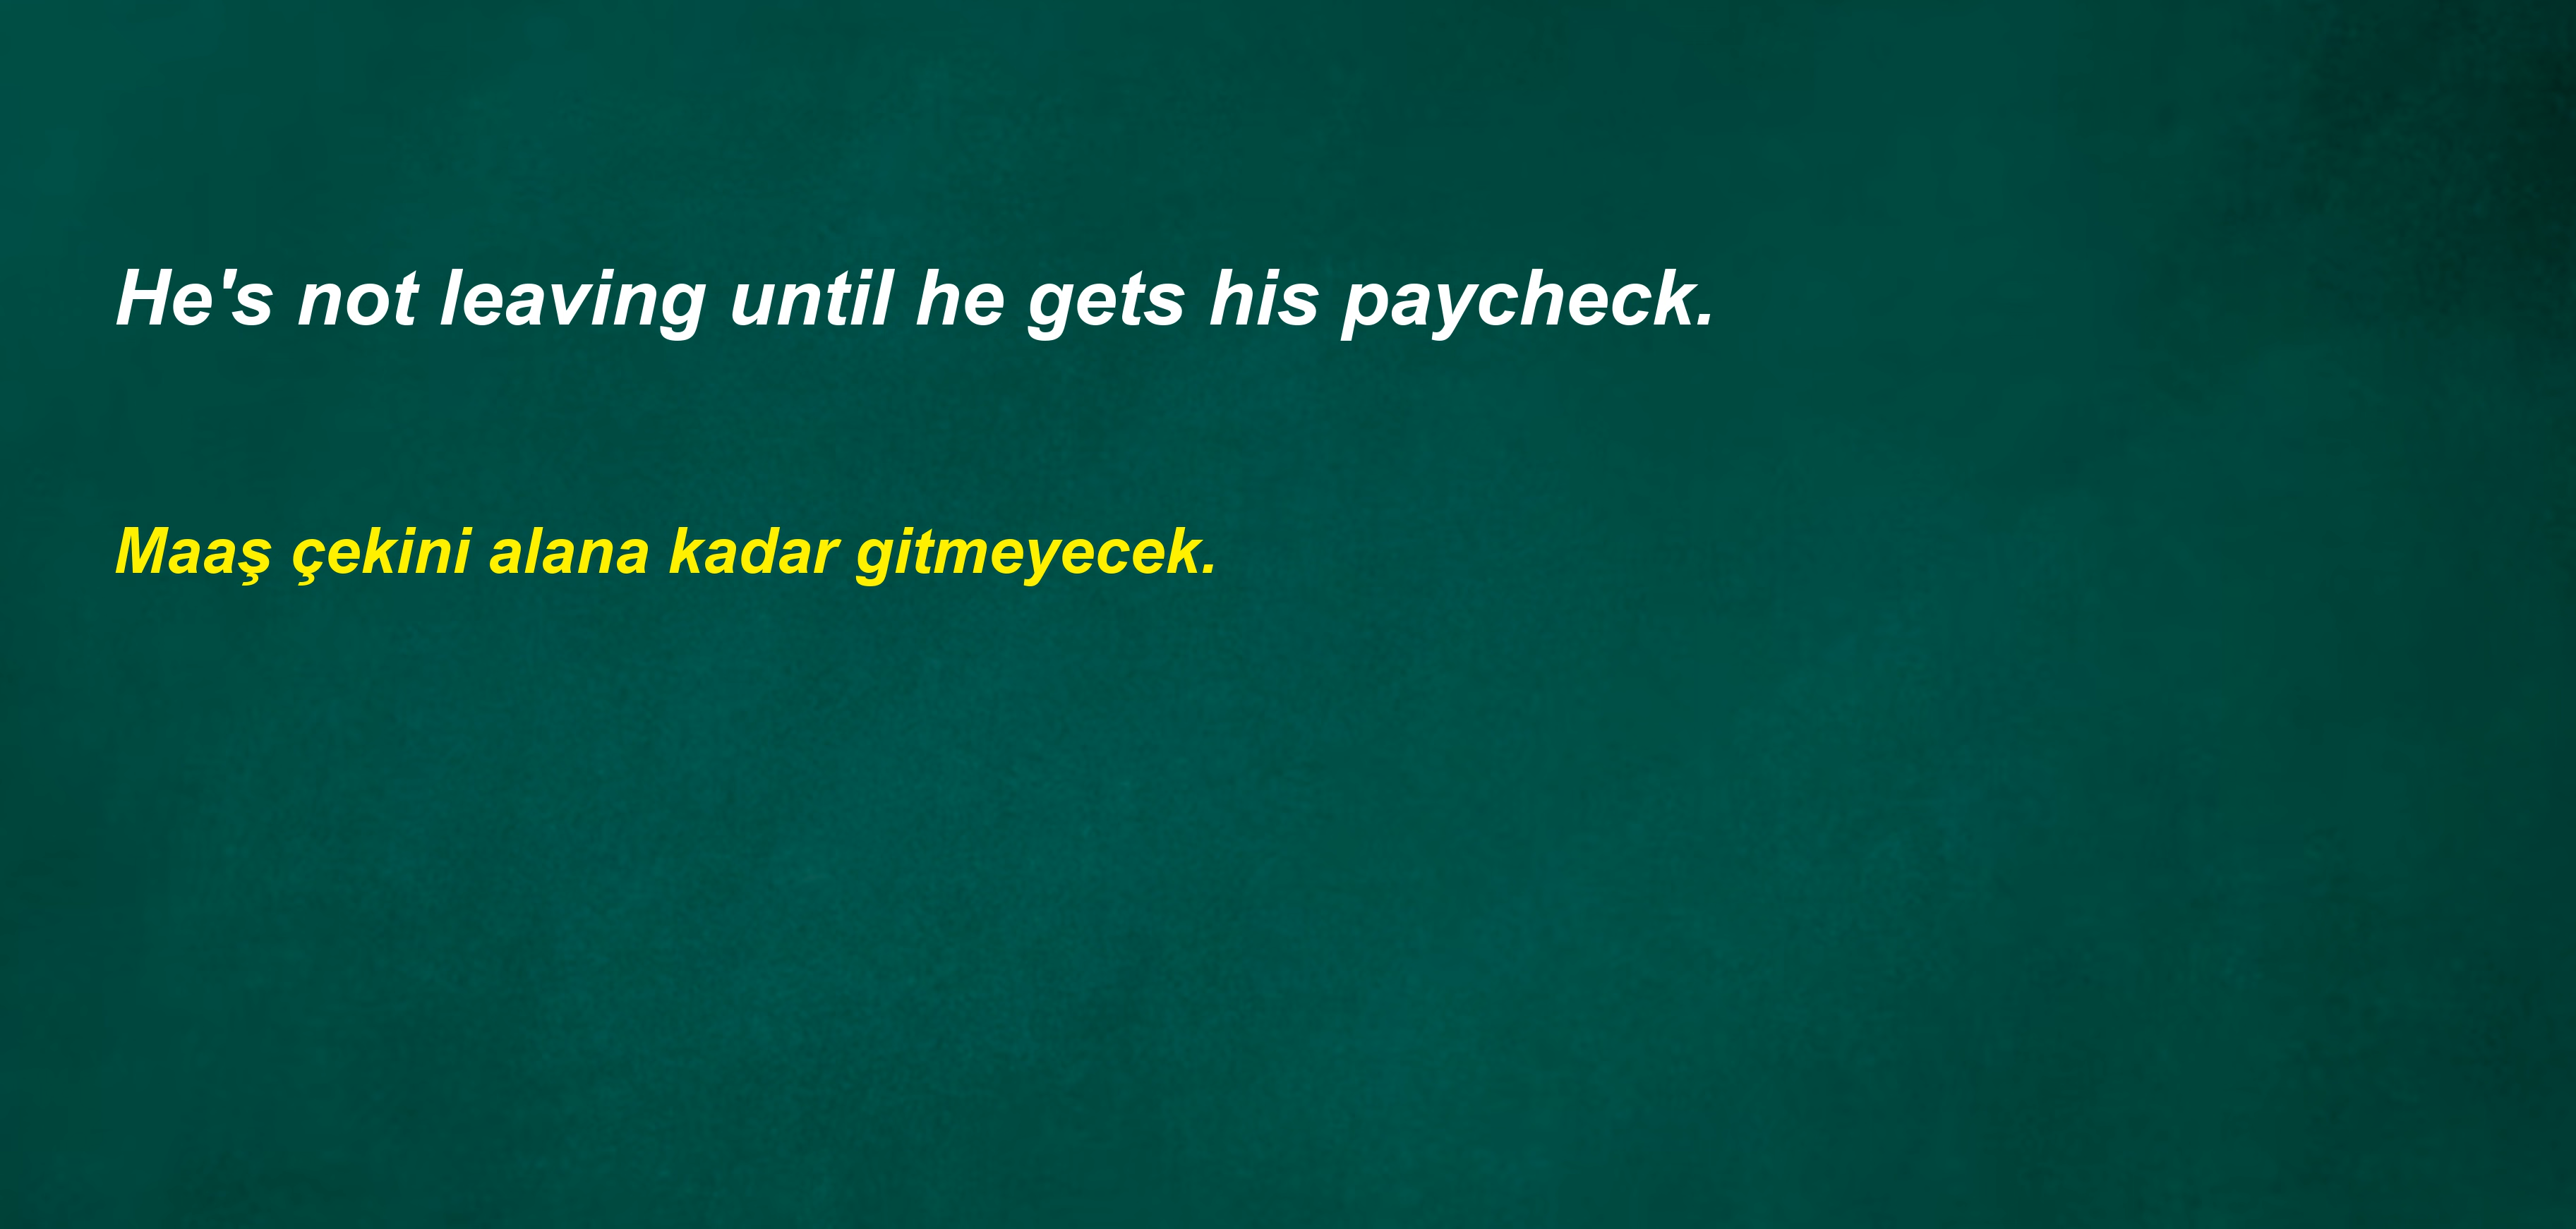 He's not leaving until he gets his paycheck.
Maaş çekini alana kadar gitmeyecek.